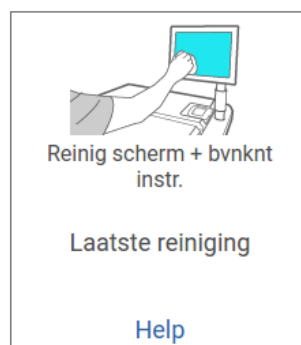 Reinig scherm + bvnknt
instr.
Laatste reiniging
Help